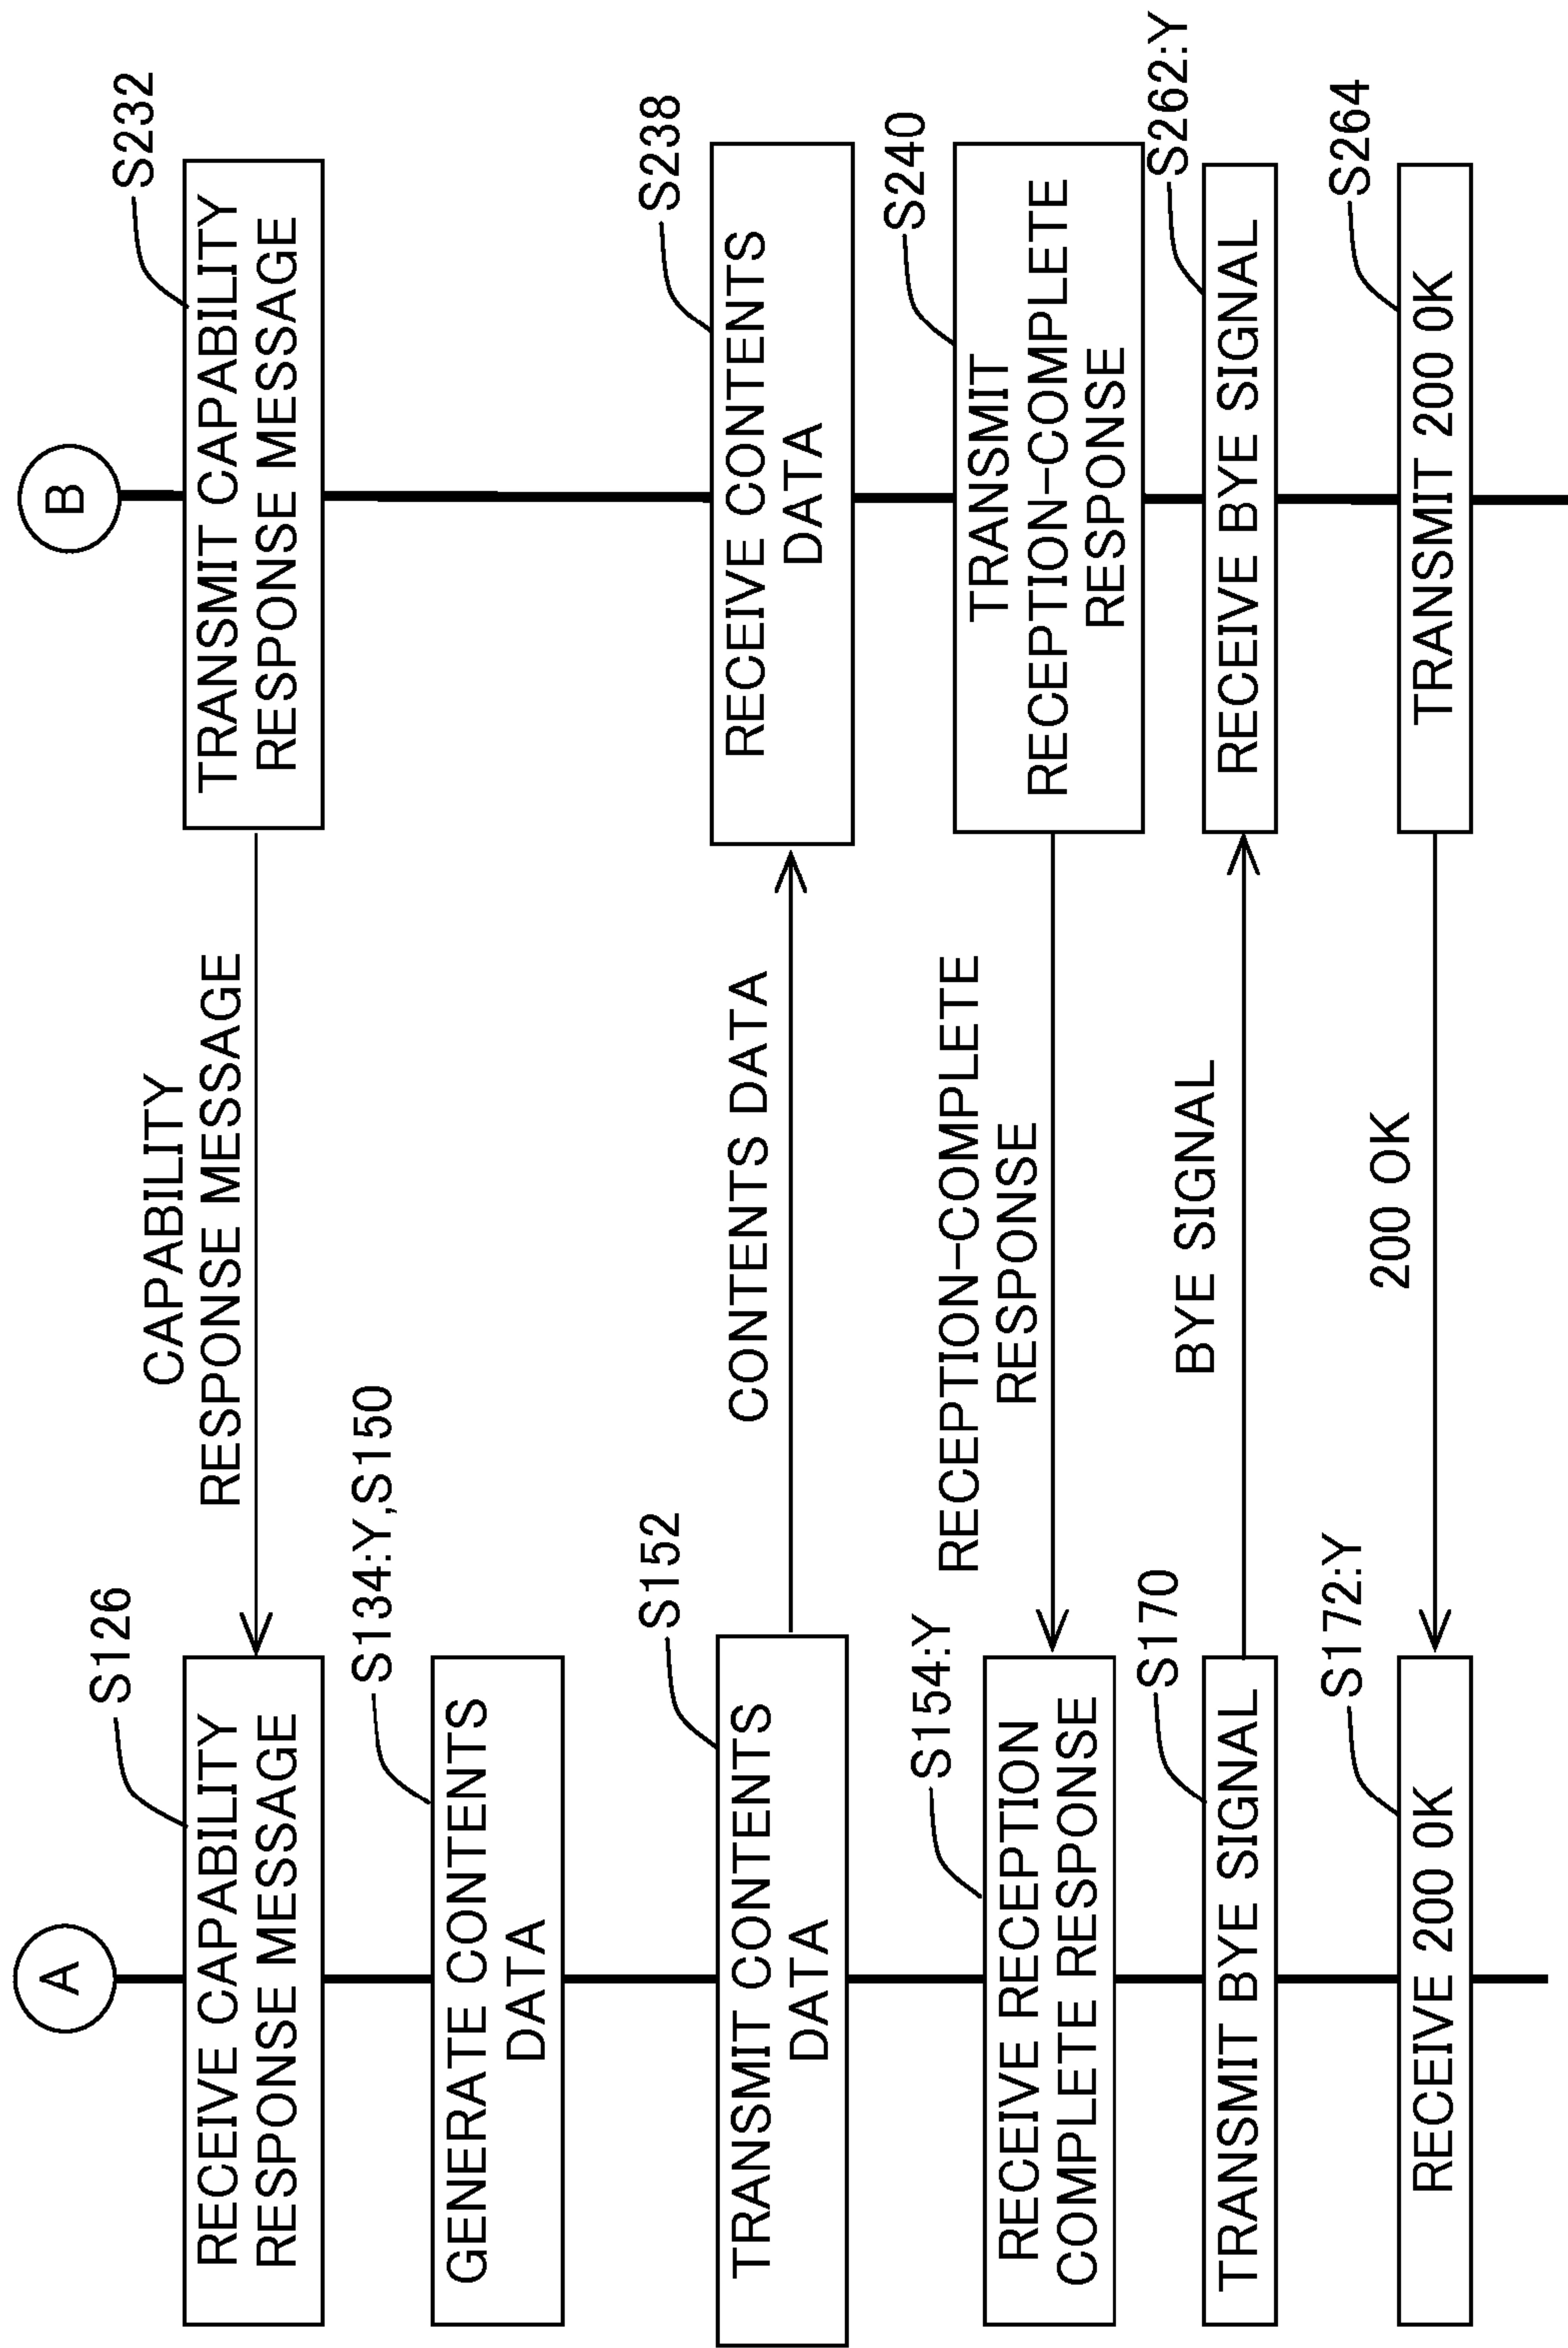 A
B
S126
RECEIVE CAPABILITY
RESPONSE MESSAGE
CAPABILITY
RESPONSE MESSAGE
S232
TRANSMIT CAPABILITY
RESPONSE MESSAGE
S134:Y,S150
GENERATE CONTENTS
DATA
S152
TRANSMIT CONTENTS
DATA
CONTENTS DATA
S238
RECEIVE CONTENTS
DATA
S154:Y
RECEIVE RECEPTION
COMPLETE RESPONSE
RECEPTION-COMPLETE
RESPONSE
S240
TRANSMIT
RECEPTION-COMPLETE
RESPONSE
S170
TRANSMIT BYE SIGNAL
BYE SIGNAL
S262:Y
RECEIVE BYE SIGNAL
S172:Y
RECEIVE 200 OK
200 OK
S264
TRANSMIT 200 OK